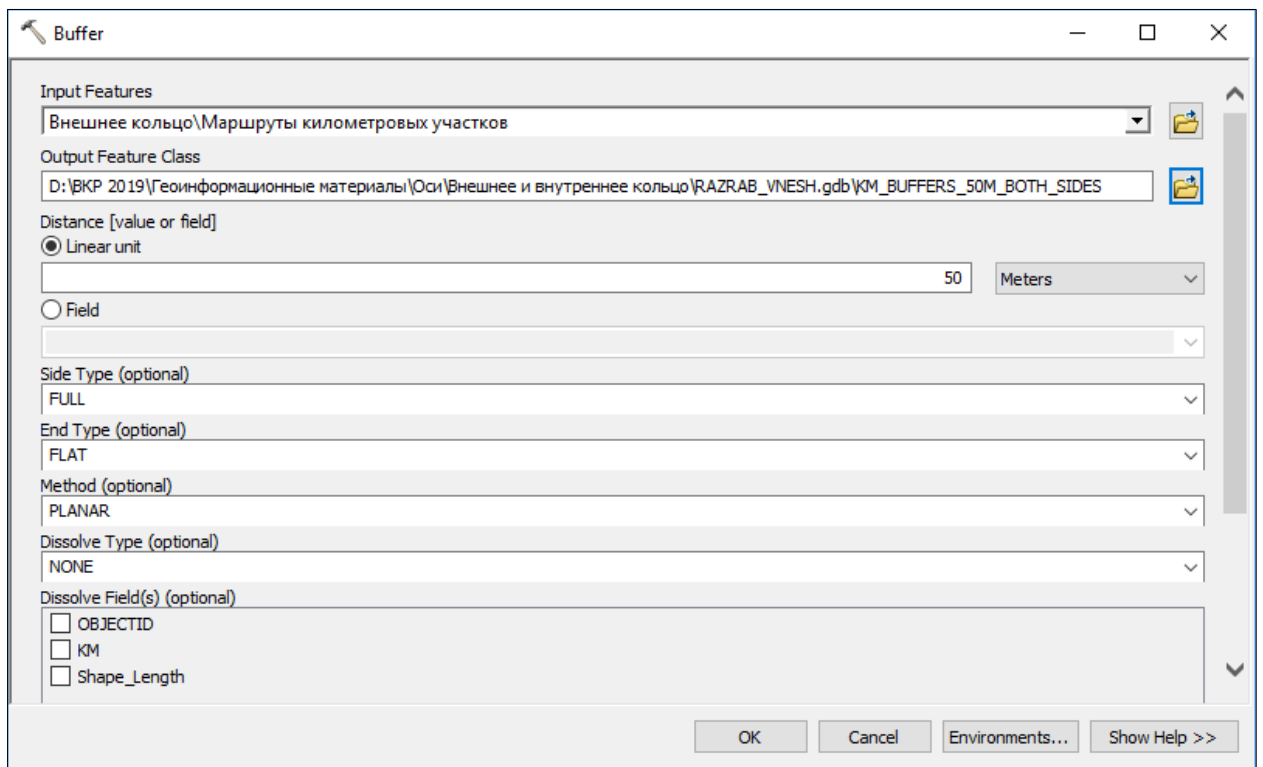 Buffer
Input Features
Внешнее кольцо\Маршруты километровых участков
Output Feature Class
D:\ВКР 2019\Геоинформационные материалы\Оси\Внешнее и внутреннее кольцо\RAZRAB_VNESH.gdb\KM_BUFFERS_50M_BOTH_SIDES
Distance [value or field]
Linear unit
50 Meters
Field
Side Type (optional)
FULL
End Type (optional)
FLAT
Method (optional)
PLANAR
Dissolve Type (optional)
NONE
Dissolve Field(s) (optional)
OBJECTID
KM
Shape_Length
OK Cancel Environments... Show Help >>